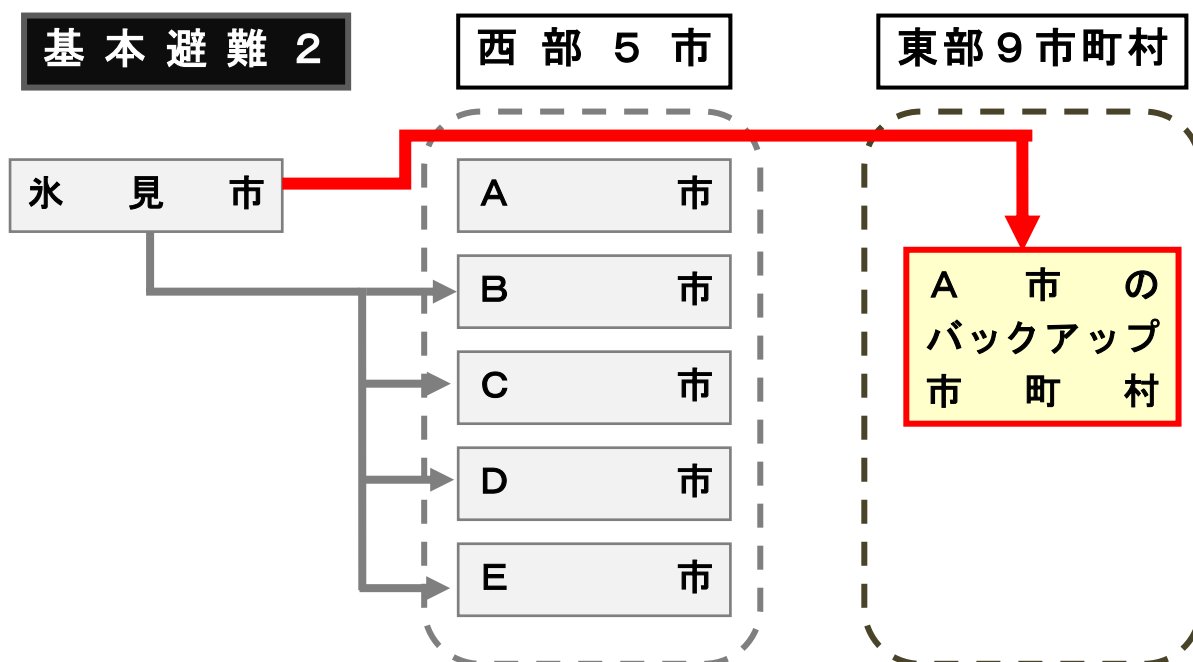 基本避難２
西部５市
東部９市町村
氷見市
Ａ市
Ｂ市
Ｃ市
Ｄ市
Ｅ市
Ａ市の
バックアップ
市町村